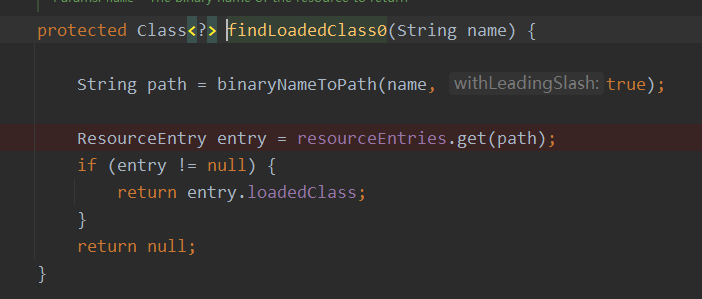 protected Class<?> findLoadedClass0(String name) {
String path = binaryNameToPath(name, withLeadingSlash: true);
ResourceEntry entry = resourceEntries.get(path);
if (entry != null) {
return entry.loadedClass;
}
return null;
}